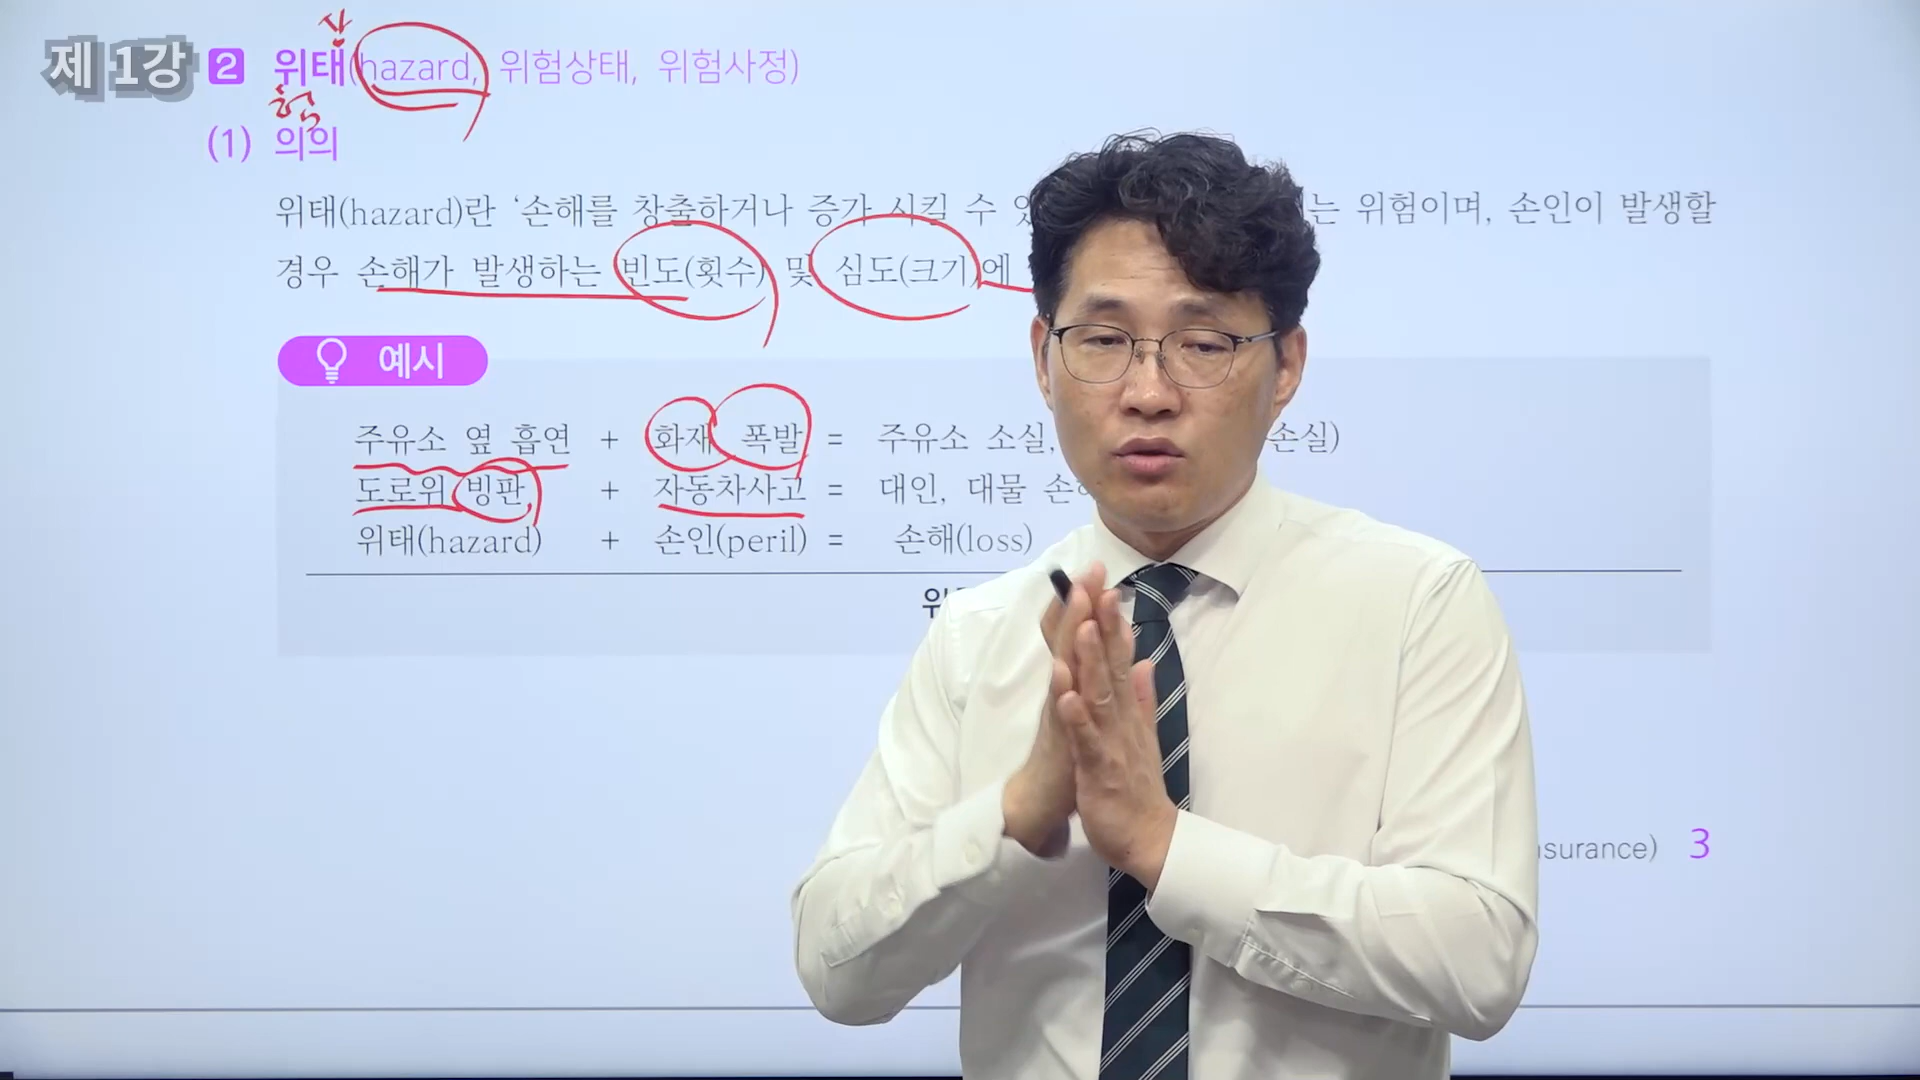 제 1강
2 위태(hazard, 위험상태, 위험사정)
험
(1) 의의
위태(hazard)란 ‘손해를 창출하거나 증가 시킬 수 는 위험이며, 손인이 발생할
경우 손해가 발생하는 빈도(횟수) 및 심도(크기)에
예시
주유소 옆 흡연 + 화재, 폭발 = 주유소 소실, 손실)
도로위 빙판 + 자동차사고 = 대인, 대물
위태(hazard) + 손인(peril) = 손해(loss)
nsurance) 3